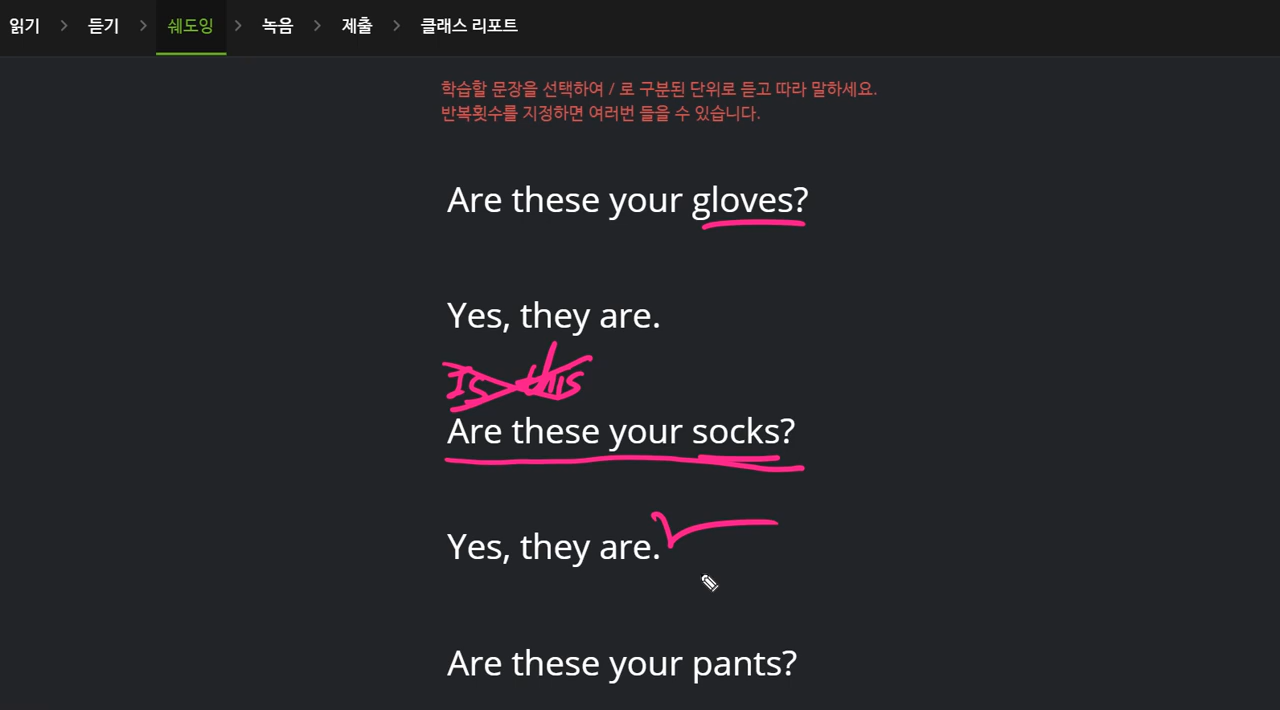 읽기 > 듣기 > 쉐도잉 > 녹음 > 제출 > 클래스 리포트
학습할 문장을 선택하여 / 로 구분된 단위로 듣고 따라 말하세요.
반복횟수를 지정하면 여러번 들을 수 있습니다.
Are these your gloves?
Yes, they are.
Is this
Are these your socks?
Yes, they are.
Are these your pants?